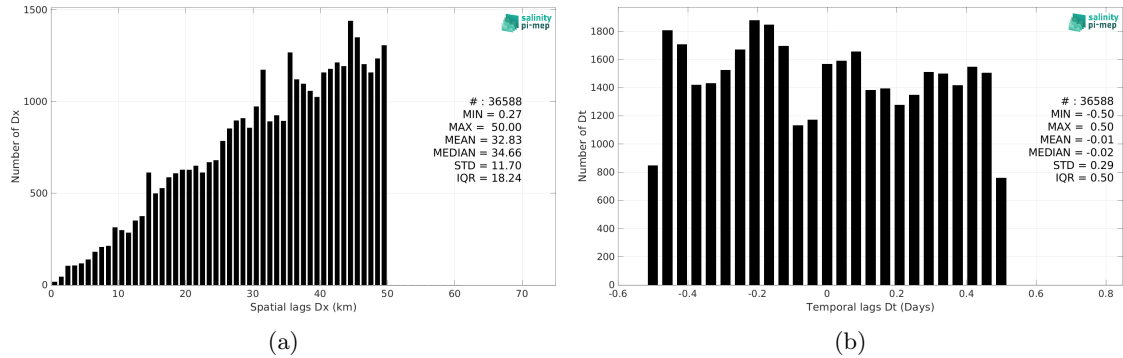 salinity
pi-mep
# : 36588
MIN = 0.27
MAX = 50.00
MEAN = 32.83
MEDIAN = 34.66
STD = 11.70
IQR = 18.24
Number of Dx
1500
1000
500
0
0 10 20 30 40 50 60 70
Spatial lags Dx (km)
(a)
salinity
pi-mep
# : 36588
MIN = -0.50
MAX = 0.50
MEAN = -0.01
MEDIAN = -0.02
STD = 0.29
IQR = 0.50
Number of Dt
1800
1600
1400
1200
1000
800
600
400
200
0
-0.6 -0.4 -0.2 0 0.2 0.4 0.6 0.8
Temporal lags Dt (Days)
(b)